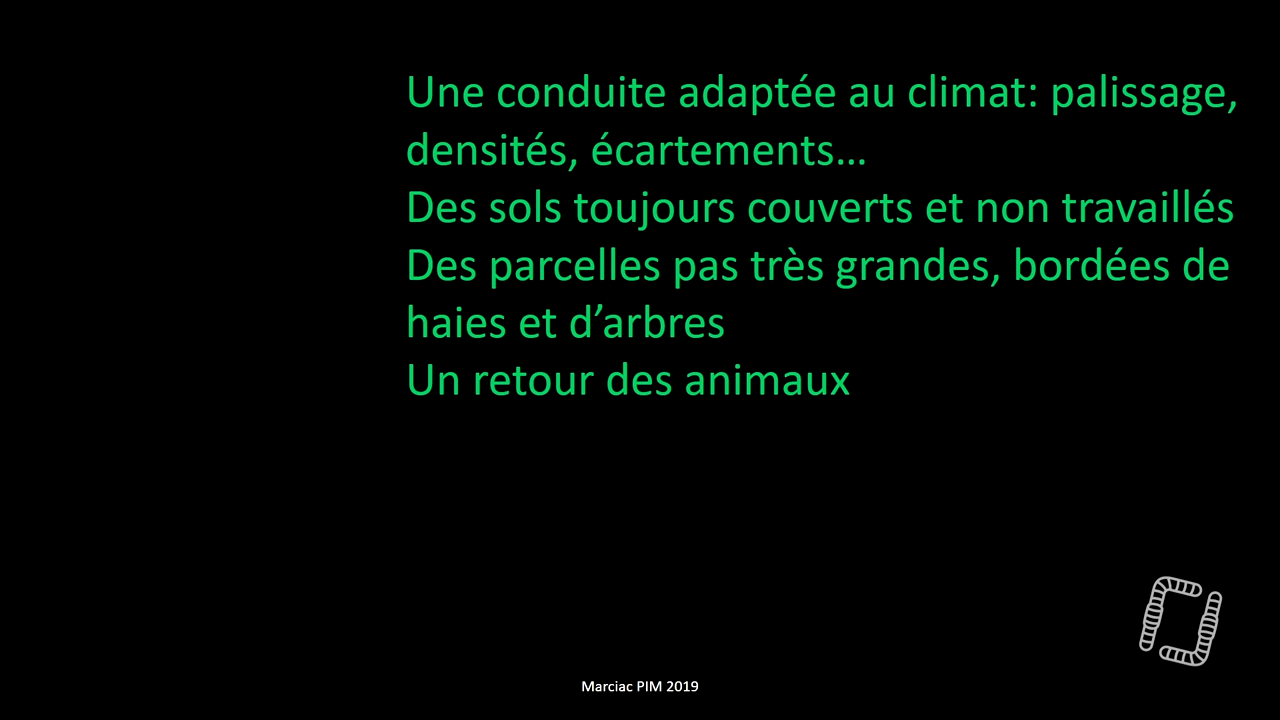 Une conduite adaptée au climat: palissage,
densités, écartements…
Des sols toujours couverts et non travaillés
Des parcelles pas très grandes, bordées de
haies et d’arbres
Un retour des animaux
Marciac PIM 2019